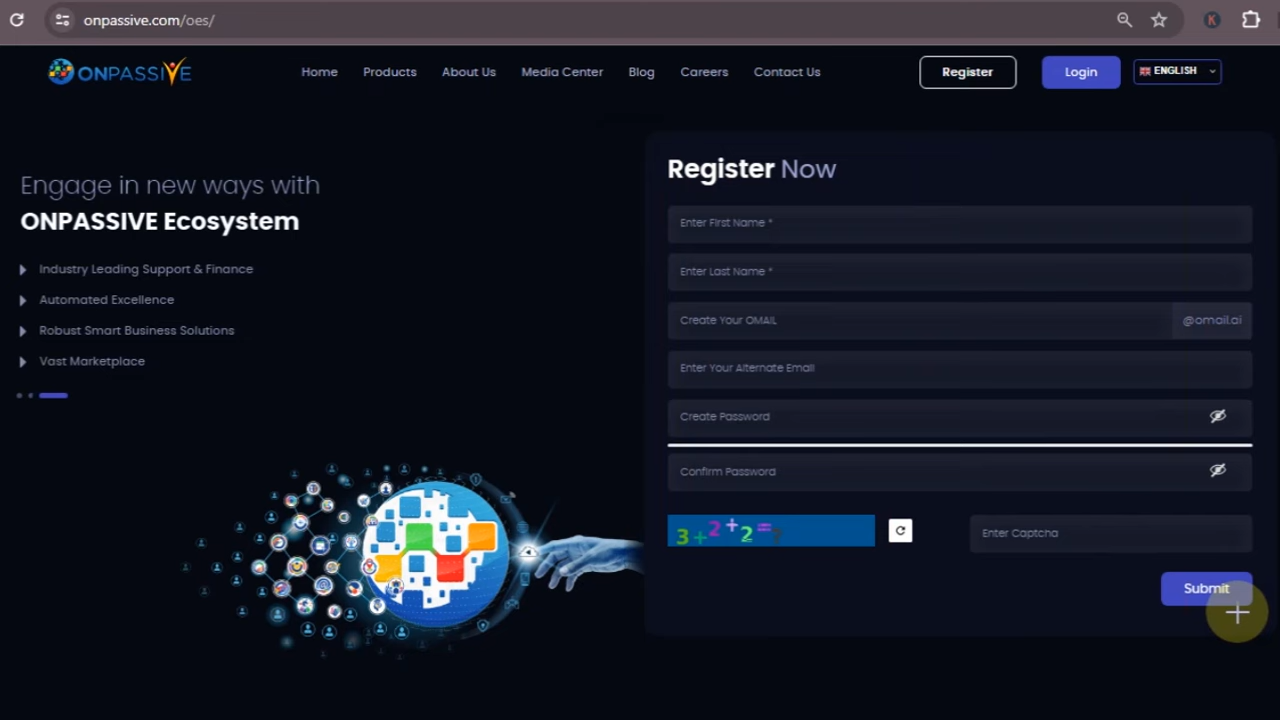 onpassive.com/oes/
K
ONPASSIVE
Home Products About Us Media Center Blog Careers Contact Us Register Login ENGLISH
Engage in new ways with
ONPASSIVE Ecosystem
Industry Leading Support & Finance
Automated Excellence
Robust Smart Business Solutions
Vast Marketplace
Register Now
Enter First Name *
Enter Last Name *
Create Your OMAIL @omail.ai
Enter Your Alternate Email
Create Password
Confirm Password
3+2+2=?
Enter Captcha
Submit